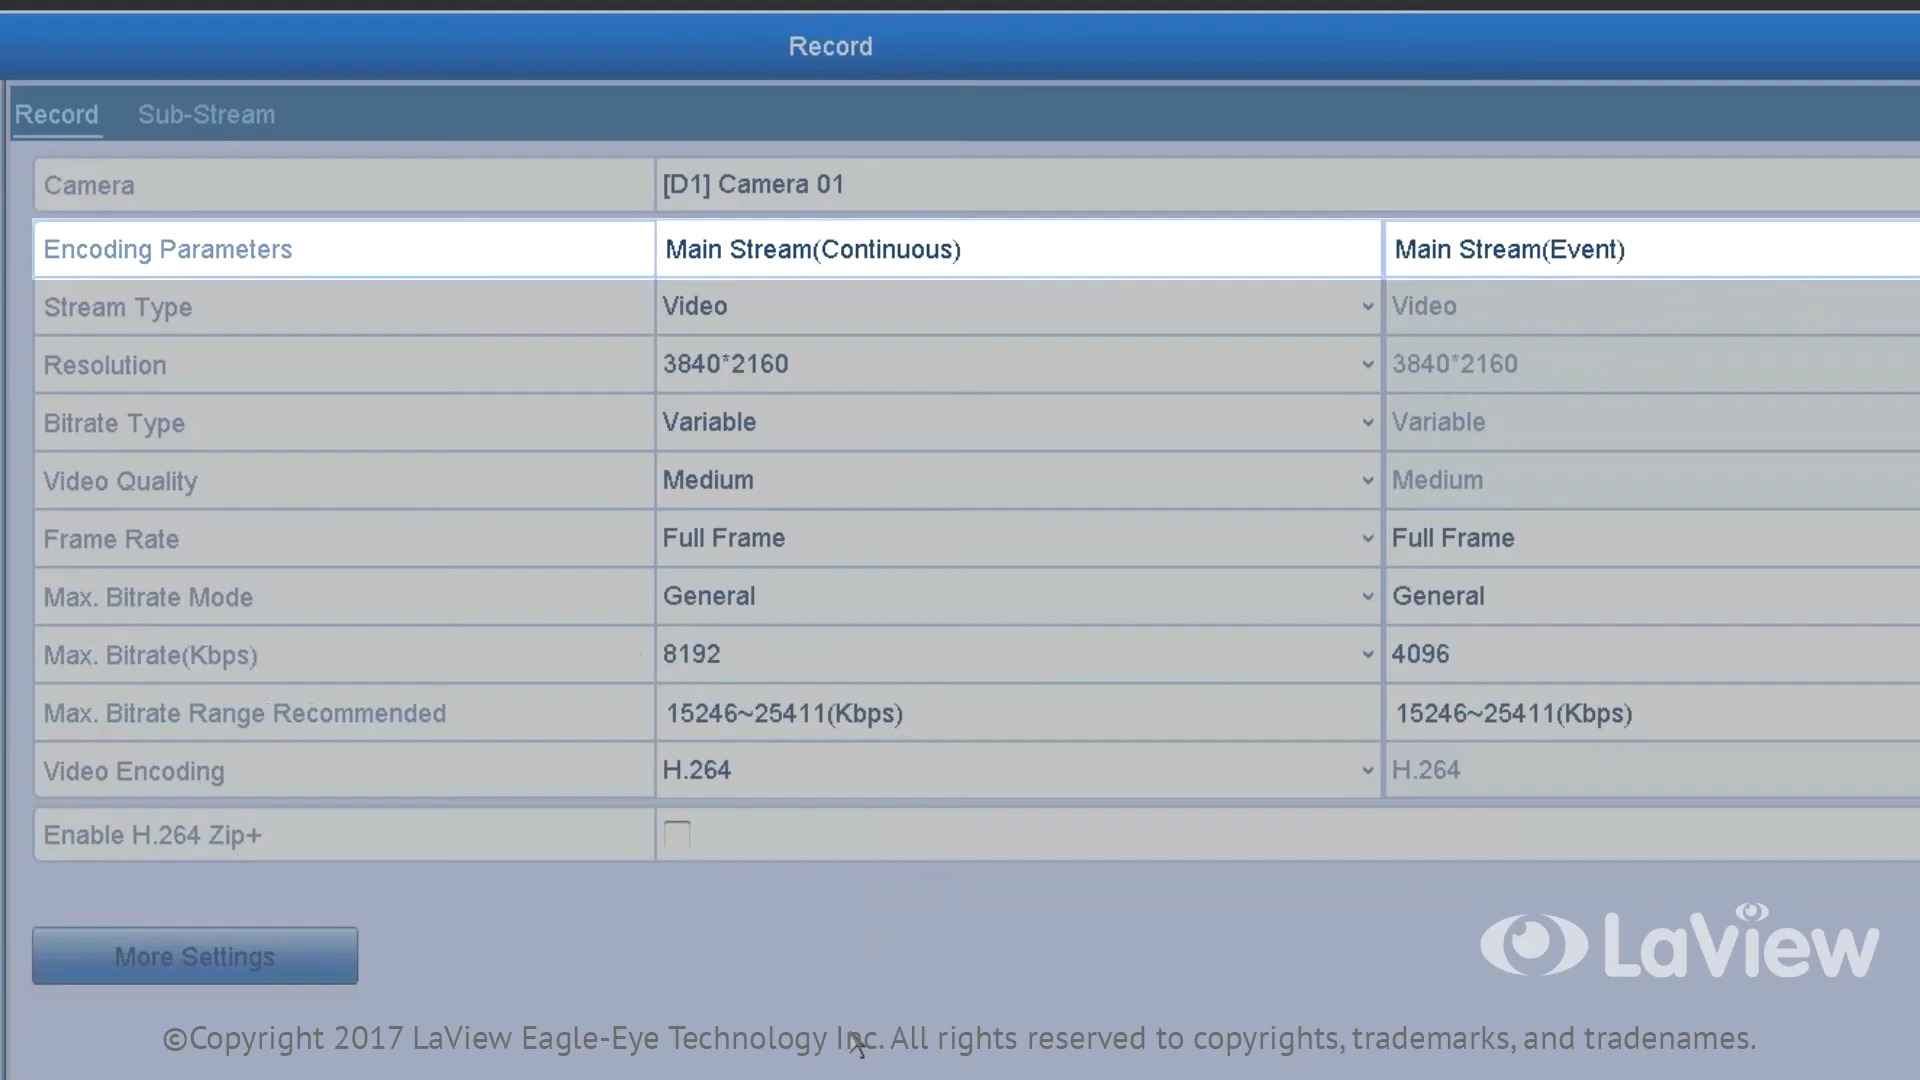 Record
Record Sub-Stream
Camera [D1] Camera 01
Encoding Parameters Main Stream(Continuous) Main Stream(Event)
Stream Type Video Video
Resolution 3840*2160 3840*2160
Bitrate Type Variable Variable
Video Quality Medium Medium
Frame Rate Full Frame Full Frame
Max. Bitrate Mode General General
Max. Bitrate(Kbps) 8192 4096
Max. Bitrate Range Recommended 15246~25411(Kbps) 15246~25411(Kbps)
Video Encoding H.264 H.264
Enable H.264 Zip+
LaView
More Settings
©Copyright 2017 LaView Eagle-Eye Technology Inc. All rights reserved to copyrights, trademarks, and tradenames.